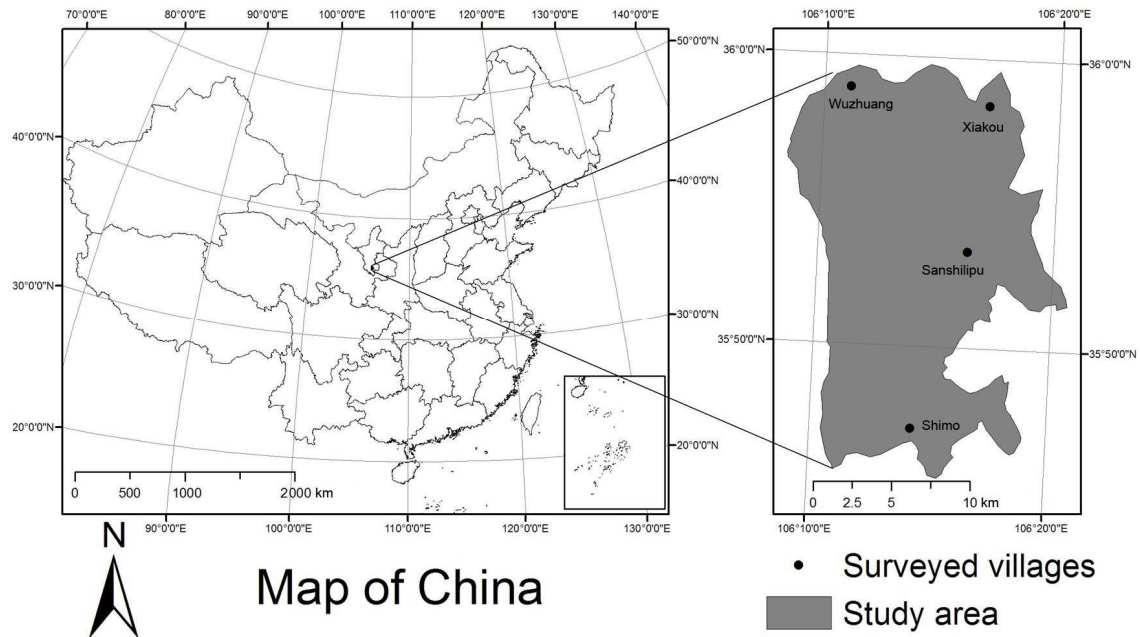 70°0'0"E 80°0'0"E 90°0'0"E 100°0'0"E 110°0'0"E 120°0'0"E 130°0'0"E 140°0'0"E
50°0'0"N
40°0'0"N
40°0'0"N
30°0'0"N
30°0'0"N
20°0'0"N
20°0'0"N
0 500 1000 2000 km
90°0'0"E 100°0'0"E 110°0'0"E 120°0'0"E 130°0'0"E
106°10'0"E 106°20'0"E
36°0'0"N
36°0'0"N
Wuzhuang
Xiakou
Sanshilipu
35°50'0"N
35°50'0"N
Shimo
0 2.5 5 10 km
106°10'0"E 106°20'0"E
N
Map of China
Surveyed villages
Study area